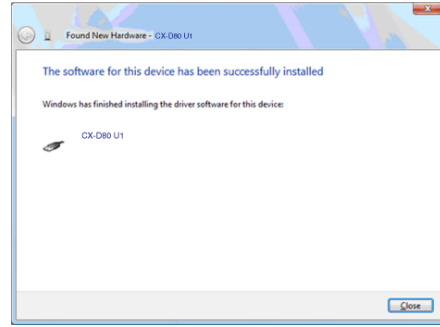 Found New Hardware - CX-D80 U1
The software for this device has been successfully installed
Windows has finished installing the driver software for this device:
CX-D80 U1
Close